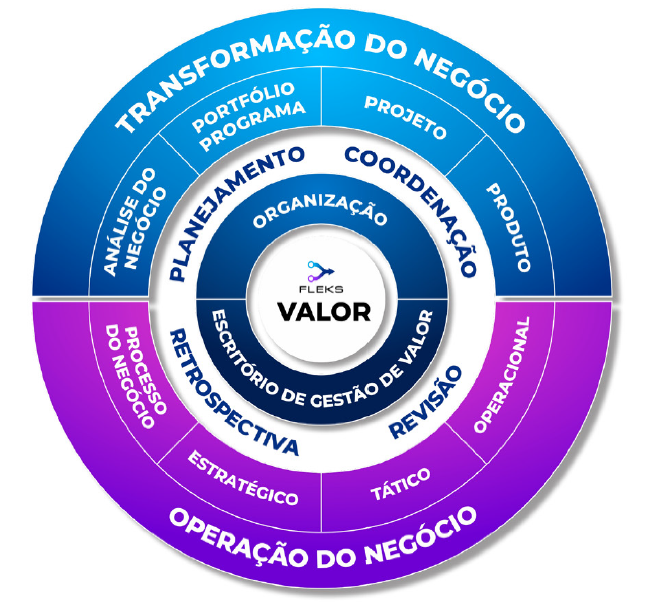 TRANSFORMAÇÃO DO NEGÓCIO
PORTFÓLIO
PROGRAMA
PROJETO
ANÁLISE DO
NEGÓCIO
PRODUTO
PLANEJAMENTO
COORDENAÇÃO
ORGANIZAÇÃO
FLEKS
VALOR
ESCRITÓRIO DE GESTÃO DE VALOR
RETROSPECTIVA
REVISÃO
PROCESSO
DO NEGÓCIO
OPERACIONAL
ESTRATÉGICO
TÁTICO
OPERAÇÃO DO NEGÓCIO